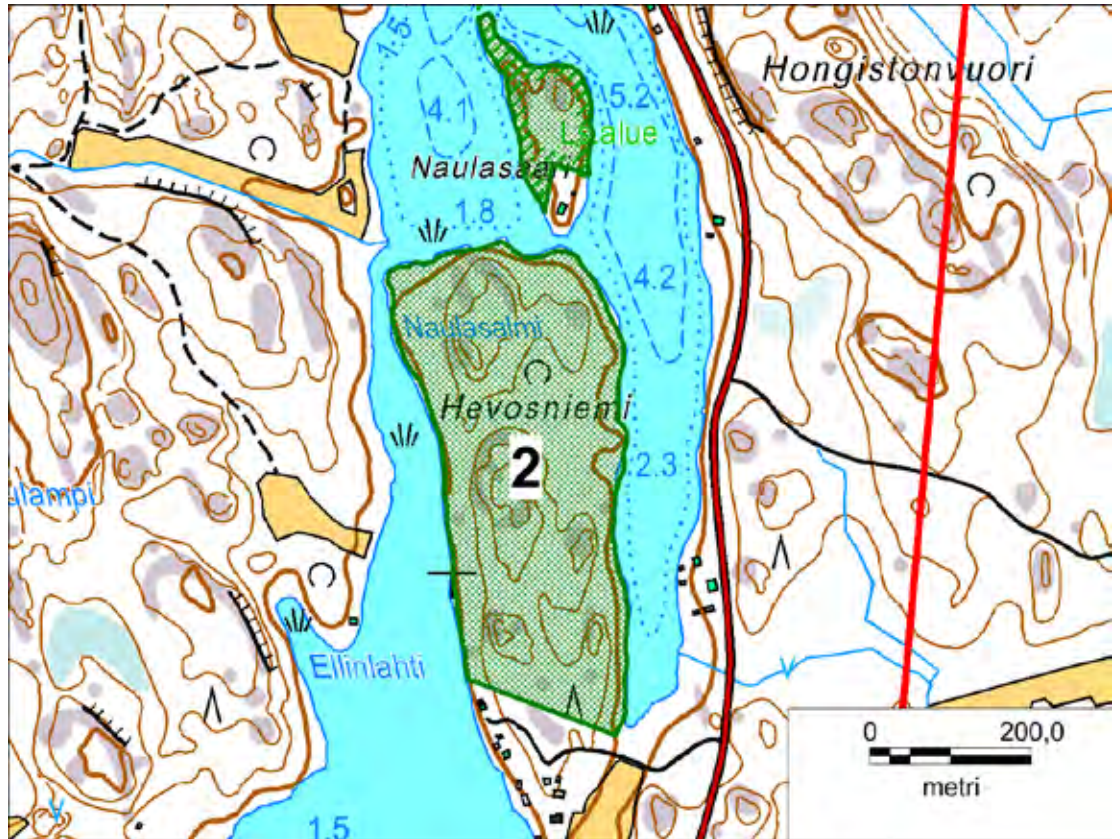 1.5
Hongistonvuori
4.1
5.2
Naulasaari
1.8
4.2
Naulasalmi
Hevosniemi
2
2.3
ulampi
Ellinlahti
0 200,0
metri
1.5